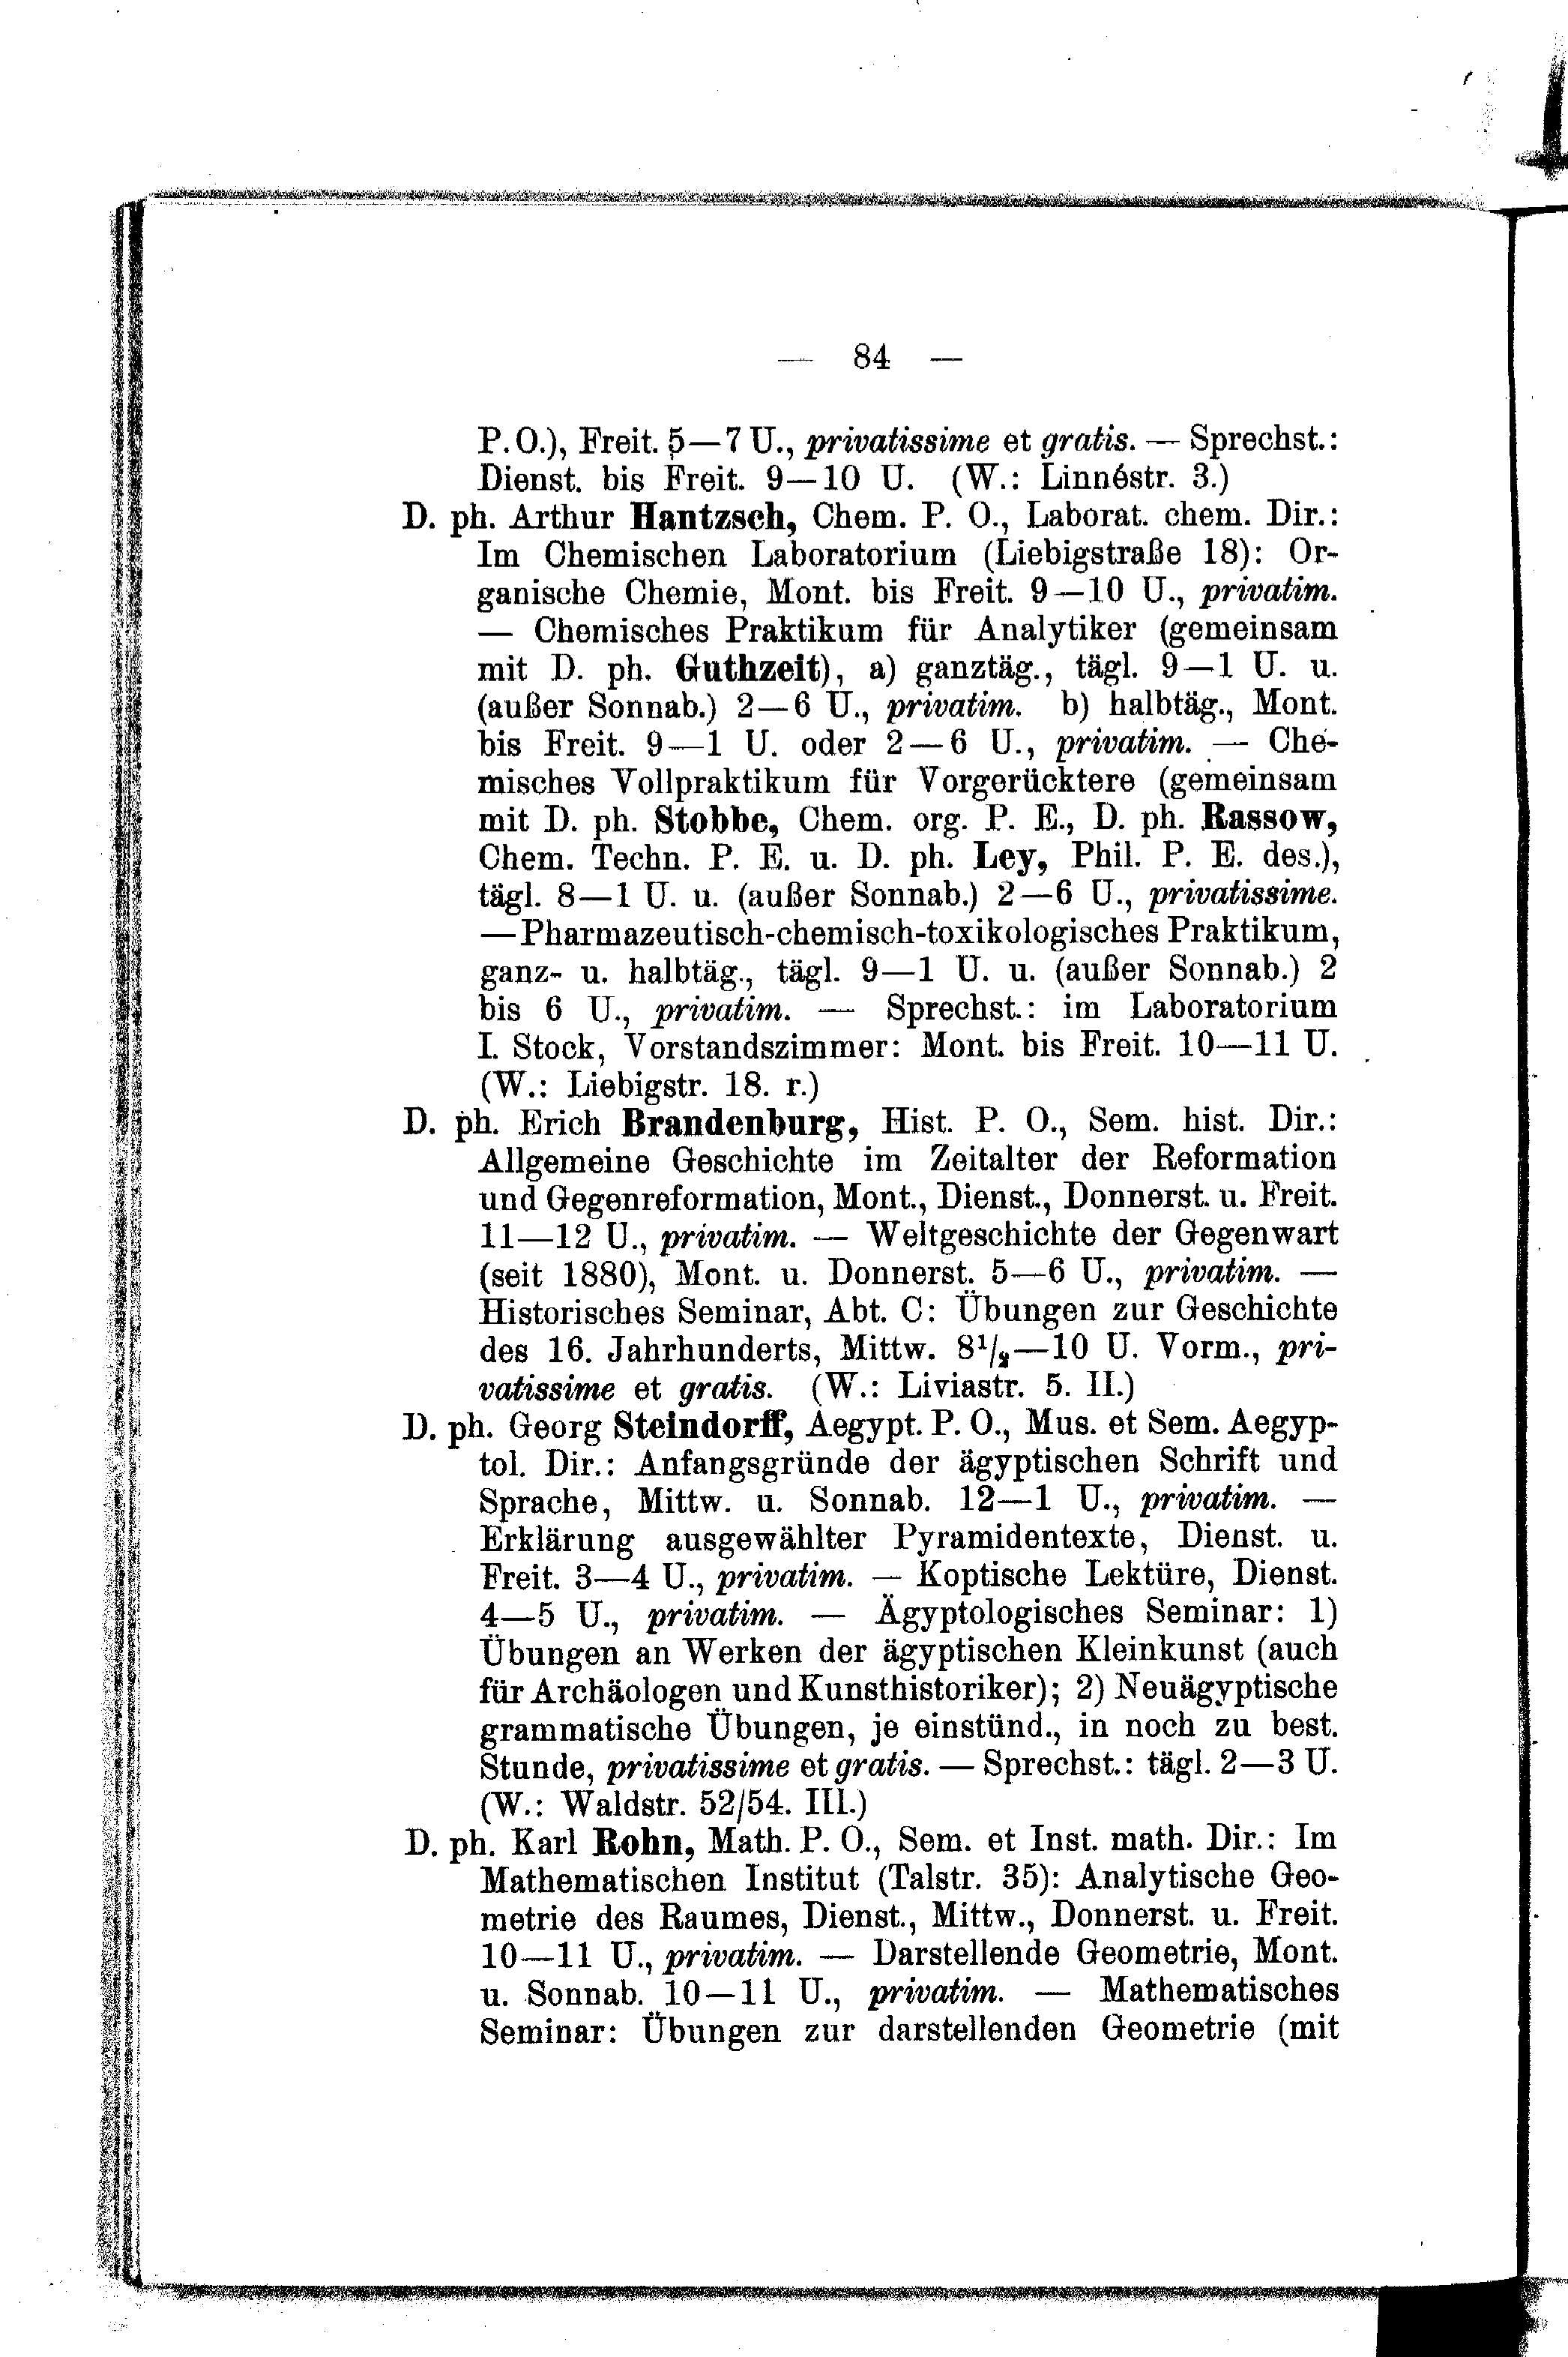 — 84 —
P. O.), Freit. 5—7 U., privatissime et gratis. — Sprechst.:
Dienst. bis Freit. 9—10 U. (W.: Linnéstr. 3.)
D. ph. Arthur Hantzsch, Chem. P. O., Laborat. chem. Dir.:
Im Chemischen Laboratorium (Liebigstraße 18): Or-
ganische Chemie, Mont. bis Freit. 9—10 U., privatim.
— Chemisches Praktikum für Analytiker (gemeinsam
mit D. ph. Guthzeit), a) ganztäg., tägl. 9—1 U. u.
(außer Sonnab.) 2—6 U., privatim. b) halbtäg., Mont.
bis Freit. 9—1 U. oder 2—6 U., privatim. — Che-
misches Vollpraktikum für Vorgerücktere (gemeinsam
mit D. ph. Stobbe, Chem. org. P. E., D. ph. Rassow,
Chem. Techn. P. E. u. D. ph. Ley, Phil. P. E. des.),
tägl. 8—1 U. u. (außer Sonnab.) 2—6 U., privatissime.
— Pharmazeutisch-chemisch-toxikologisches Praktikum,
ganz- u. halbtäg., tägl. 9—1 U. u. (außer Sonnab.) 2
bis 6 U., privatim. — Sprechst.: im Laboratorium
I. Stock, Vorstandszimmer: Mont. bis Freit. 10—11 U.
(W.: Liebigstr. 18. r.)
D. ph. Erich Brandenburg, Hist. P. O., Sem. hist. Dir.:
Allgemeine Geschichte im Zeitalter der Reformation
und Gegenreformation, Mont., Dienst., Donnerst. u. Freit.
11—12 U., privatim. — Weltgeschichte der Gegenwart
(seit 1880), Mont. u. Donnerst. 5—6 U., privatim. —
Historisches Seminar, Abt. C: Übungen zur Geschichte
des 16. Jahrhunderts, Mittw. 8½—10 U. Vorm., pri-
vatissime et gratis. (W.: Liviastr. 5. II.)
D. ph. Georg Steindorff, Aegypt. P. O., Mus. et Sem. Aegyp-
tol. Dir.: Anfangsgründe der ägyptischen Schrift und
Sprache, Mittw. u. Sonnab. 12—1 U., privatim. —
Erklärung ausgewählter Pyramidentexte, Dienst. u.
Freit. 3—4 U., privatim. — Koptische Lektüre, Dienst.
4—5 U., privatim. — Ägyptologisches Seminar: 1)
Übungen an Werken der ägyptischen Kleinkunst (auch
für Archäologen und Kunsthistoriker); 2) Neuägyptische
grammatische Übungen, je einstünd., in noch zu best.
Stunde, privatissime et gratis. — Sprechst.: tägl. 2—3 U.
(W.: Waldstr. 52/54. III.)
D. ph. Karl Rohn, Math. P. O., Sem. et Inst. math. Dir.: Im
Mathematischen Institut (Talstr. 35): Analytische Geo-
metrie des Raumes, Dienst., Mittw., Donnerst. u. Freit.
10—11 U., privatim. — Darstellende Geometrie, Mont.
u. Sonnab. 10—11 U., privatim. — Mathematisches
Seminar: Übungen zur darstellenden Geometrie (mit